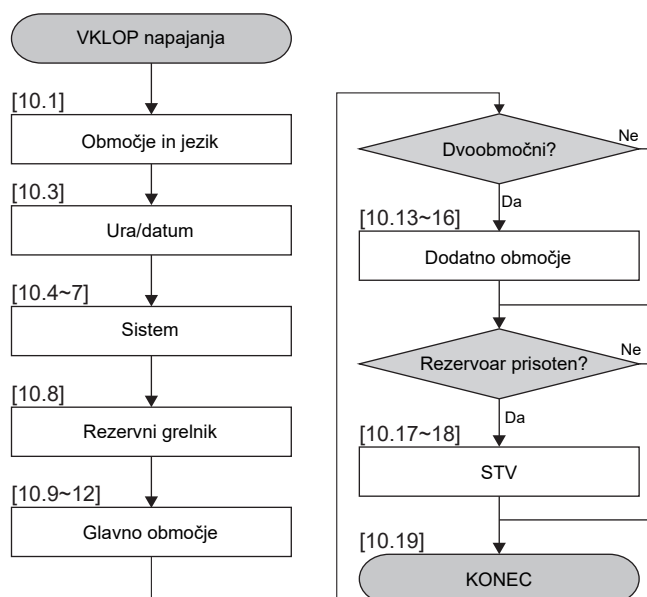 VKLOP napajanja
[10.1]
Območje in jezik
[10.3]
Ura/datum
[10.4~7]
Sistem
[10.8]
Rezervni grelnik
[10.9~12]
Glavno območje
Dvoobmočni?
Ne
Da
[10.13~16]
Dodatno območje
Rezervoar prisoten?
Ne
Da
[10.17~18]
STV
[10.19]
KONEC